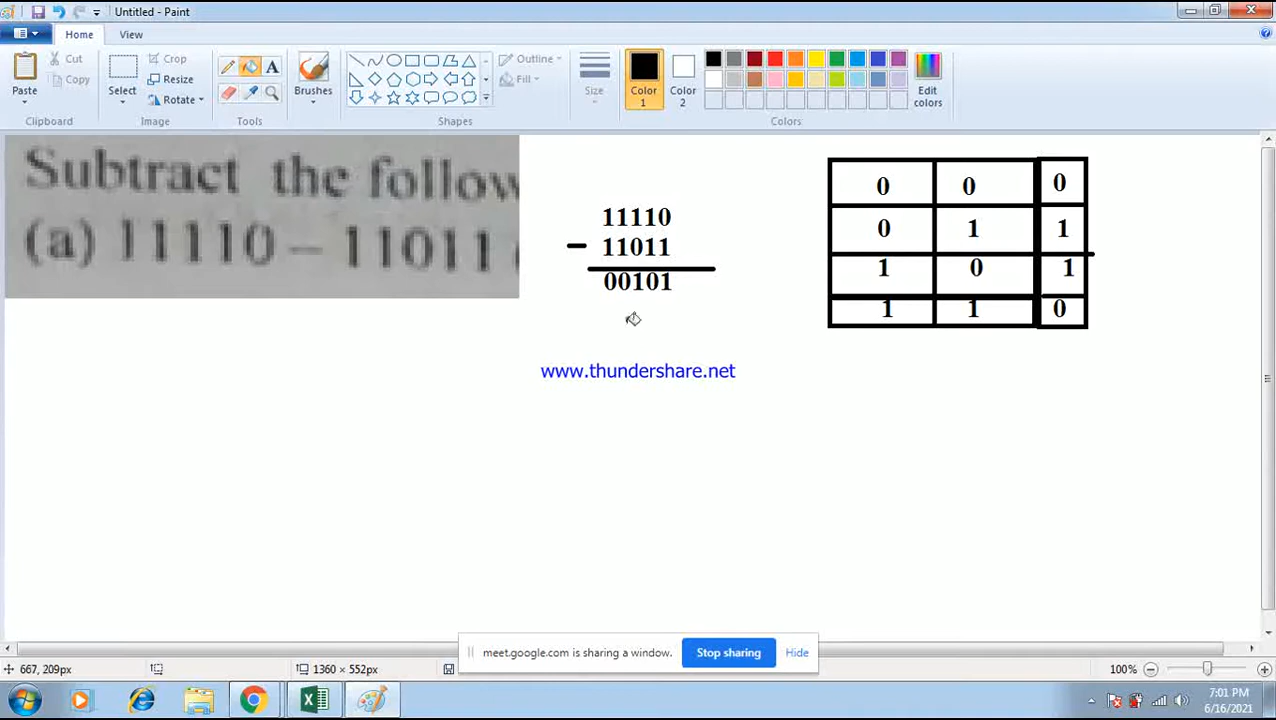 Untitled - Paint
Home
View
Paste
Cut
Copy
Clipboard
Select
Crop
Resize
Rotate
Image
A
Tools
Brushes
Outline
Fill
Shapes
Size
Color 1
Color 2
Edit colors
Colors
Subtract the follow
(a) 11110 – 11011
11110
– 11011
00101
0 0 0
0 1 1
1 0 1
1 1 0
www.thundershare.net
meet.google.com is sharing a window.
Stop sharing
Hide
667, 209px
1360 × 552px
100%
7:01 PM
6/16/2021